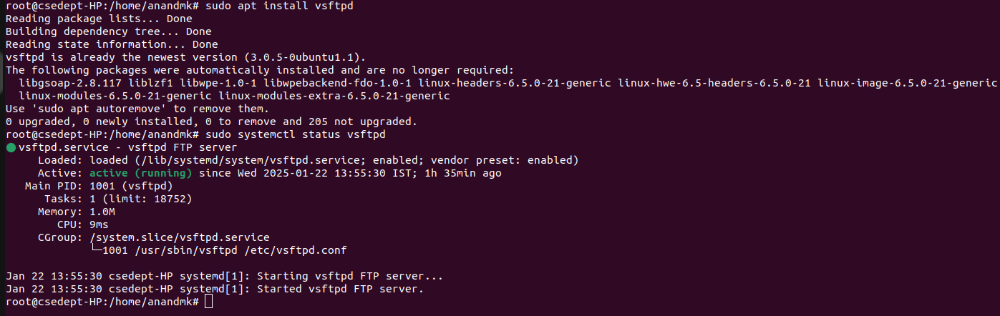 root@csedept-HP:/home/anandmk# sudo apt install vsftpd
Reading package lists... Done
Building dependency tree... Done
Reading state information... Done
vsftpd is already the newest version (3.0.5-0ubuntu1.1).
The following packages were automatically installed and are no longer required:
  libgsoap-2.8.117 liblzf1 libwpe-1.0-1 libwpebackend-fdo-1.0-1 linux-headers-6.5.0-21-generic linux-hwe-6.5-headers-6.5.0-21 linux-image-6.5.0-21-generic
  linux-modules-6.5.0-21-generic linux-modules-extra-6.5.0-21-generic
Use 'sudo apt autoremove' to remove them.
0 upgraded, 0 newly installed, 0 to remove and 205 not upgraded.
root@csedept-HP:/home/anandmk# sudo systemctl status vsftpd
● vsftpd.service - vsftpd FTP server
     Loaded: loaded (/lib/systemd/system/vsftpd.service; enabled; vendor preset: enabled)
     Active: active (running) since Wed 2025-01-22 13:55:30 IST; 1h 35min ago
   Main PID: 1001 (vsftpd)
      Tasks: 1 (limit: 18752)
     Memory: 1.0M
        CPU: 9ms
     CGroup: /system.slice/vsftpd.service
             └─1001 /usr/sbin/vsftpd /etc/vsftpd.conf
Jan 22 13:55:30 csedept-HP systemd[1]: Starting vsftpd FTP server...
Jan 22 13:55:30 csedept-HP systemd[1]: Started vsftpd FTP server.
root@csedept-HP:/home/anandmk#